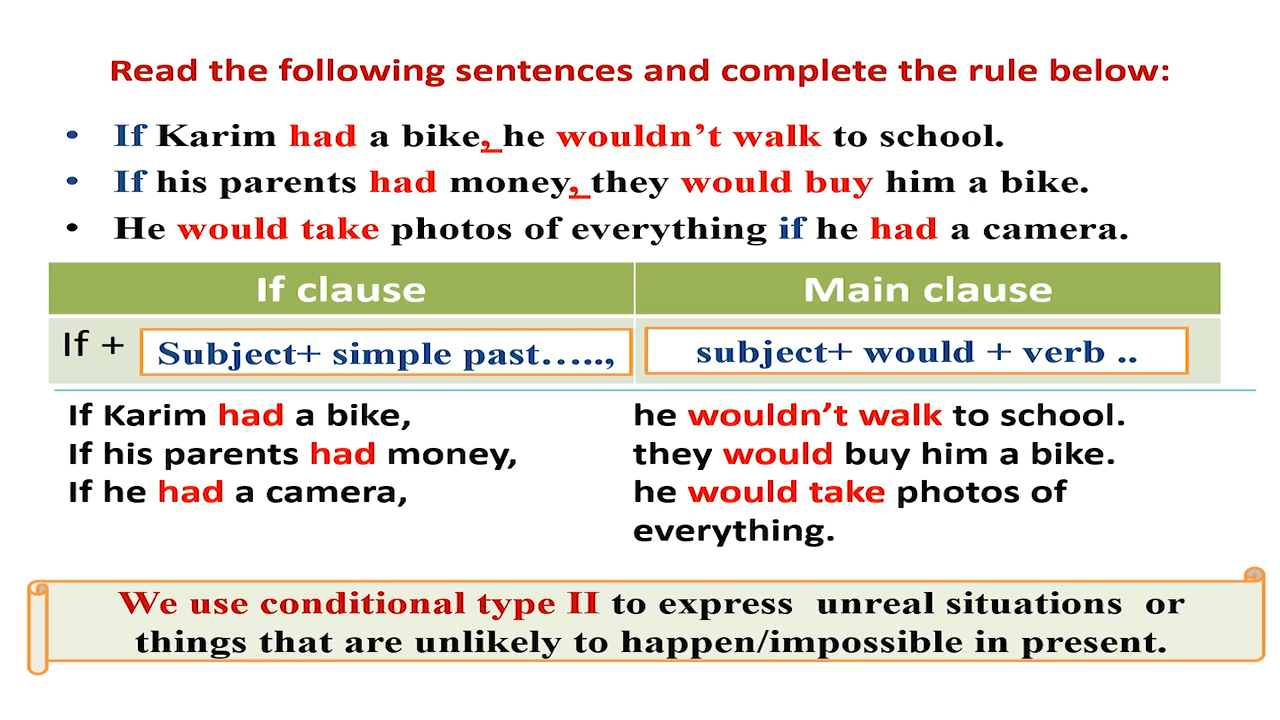 Read the following sentences and complete the rule below:
• If Karim had a bike, he wouldn’t walk to school.
• If his parents had money, they would buy him a bike.
• He would take photos of everything if he had a camera.
If clause Main clause
If + Subject+ simple past….., subject+ would + verb ..
If Karim had a bike, he wouldn’t walk to school.
If his parents had money, they would buy him a bike.
If he had a camera, he would take photos of
everything.
We use conditional type II to express unreal situations or
things that are unlikely to happen/impossible in present.